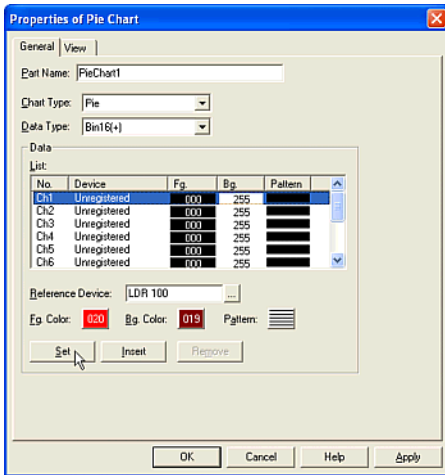 Properties of Pie Chart
General View
Part Name: PieChart1
Chart Type: Pie
Data Type: Bin16(+)
Data
List:
No. Device Fg. Bg. Pattern
Ch1 Unregistered 000 255
Ch2 Unregistered 000 255
Ch3 Unregistered 000 255
Ch4 Unregistered 000 255
Ch5 Unregistered 000 255
Ch6 Unregistered 000 255
Reference Device: LDR 100 ...
Fg. Color: 020 Bg. Color: 019 Pattern:
Set Insert Remove
OK Cancel Help Apply